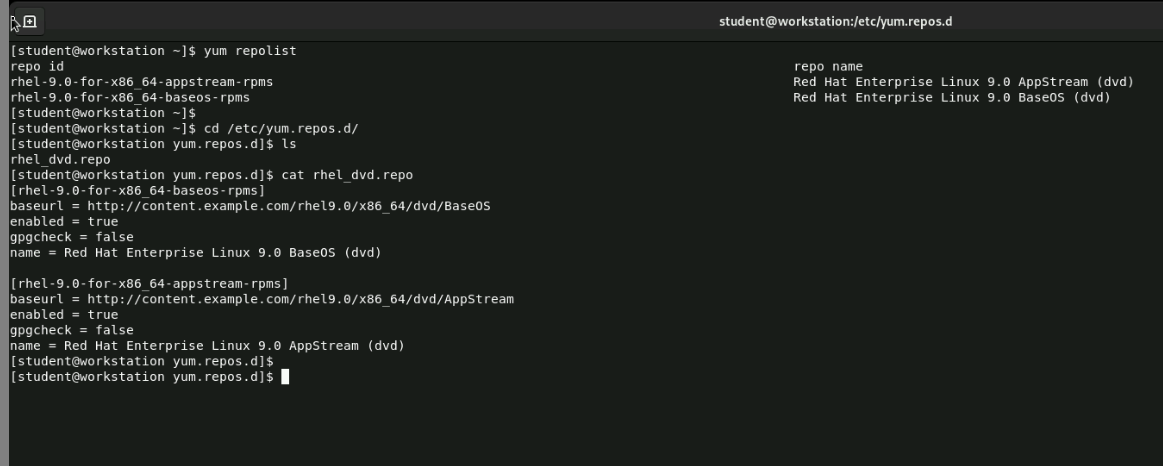 student@workstation:/etc/yum.repos.d
[student@workstation ~]$ yum repolist
repo id repo name
rhel-9.0-for-x86_64-appstream-rpms Red Hat Enterprise Linux 9.0 AppStream (dvd)
rhel-9.0-for-x86_64-baseos-rpms Red Hat Enterprise Linux 9.0 BaseOS (dvd)
[student@workstation ~]$
[student@workstation ~]$ cd /etc/yum.repos.d/
[student@workstation yum.repos.d]$ ls
rhel_dvd.repo
[student@workstation yum.repos.d]$ cat rhel_dvd.repo
[rhel-9.0-for-x86_64-baseos-rpms]
baseurl = http://content.example.com/rhel9.0/x86_64/dvd/BaseOS
enabled = true
gpgcheck = false
name = Red Hat Enterprise Linux 9.0 BaseOS (dvd)

[rhel-9.0-for-x86_64-appstream-rpms]
baseurl = http://content.example.com/rhel9.0/x86_64/dvd/AppStream
enabled = true
gpgcheck = false
name = Red Hat Enterprise Linux 9.0 AppStream (dvd)
[student@workstation yum.repos.d]$
[student@workstation yum.repos.d]$